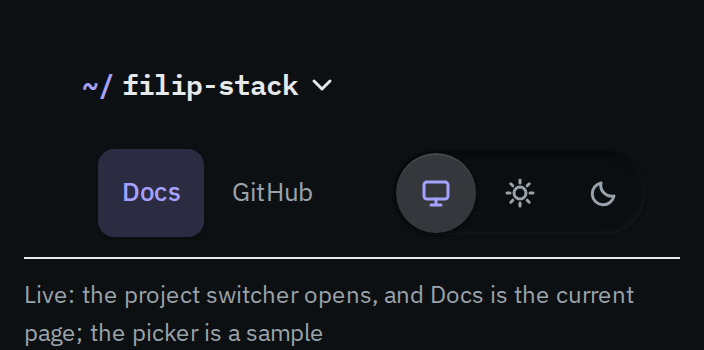 ~/ filip-stack
Docs GitHub
Live: the project switcher opens, and Docs is the current
page; the picker is a sample